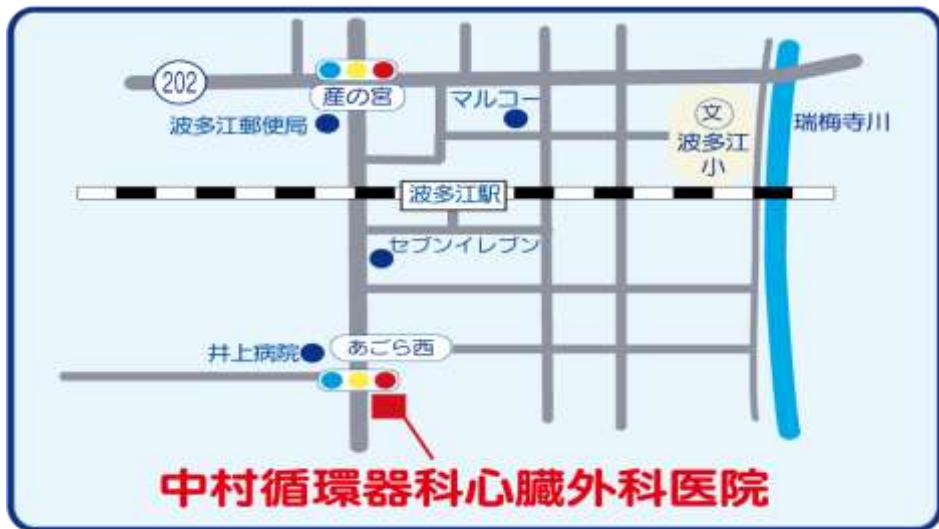 202
産の宮
マルコー
波多江郵便局
文
波多江
小
瑞梅寺川
波多江駅
セブンイレブン
井上病院
あごら西
中村循環器科心臓外科医院